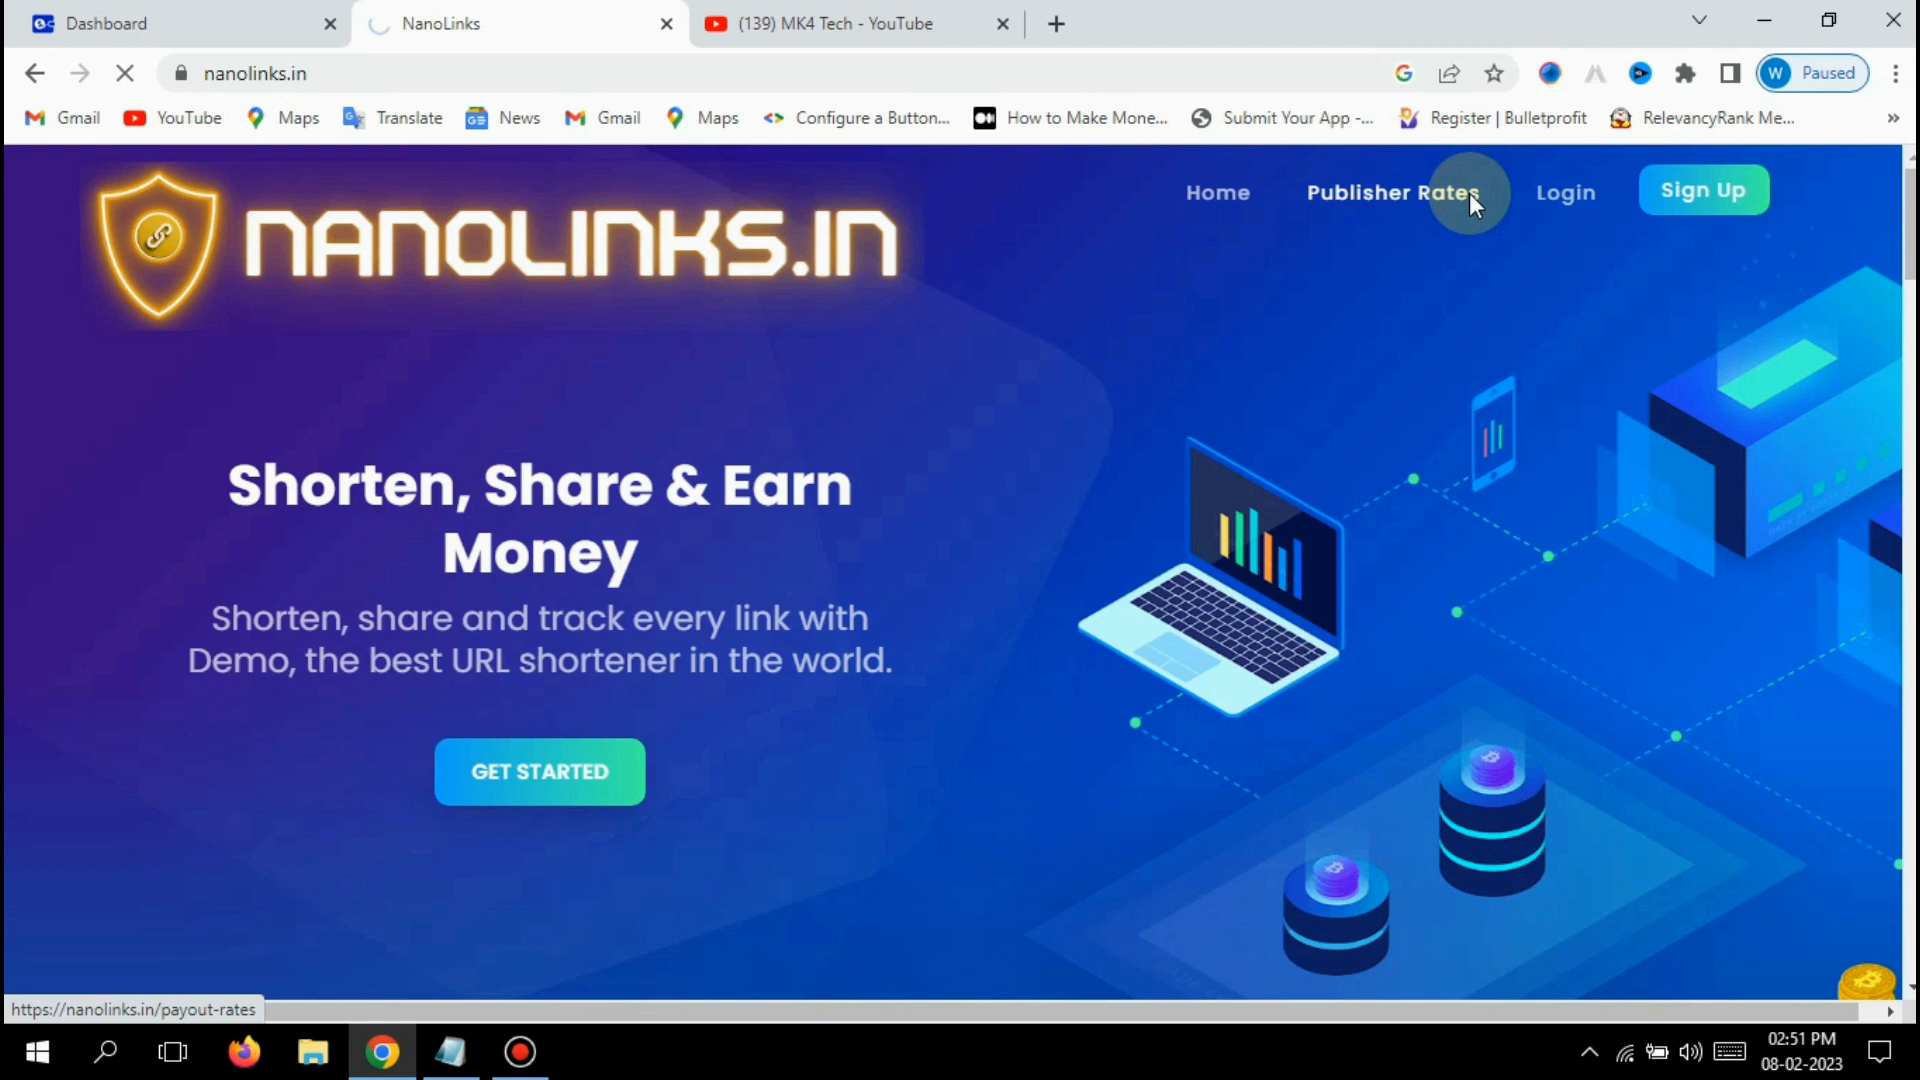 Dashboard
NanoLinks
(139) MK4 Tech - YouTube
nanolinks.in
W Paused
Gmail
YouTube
Maps
Translate
News
Gmail
Maps
Configure a Button...
How to Make Mone...
Submit Your App -...
Register | Bulletprofit
RelevancyRank Me...
NANOLINKS.IN
Home
Publisher Rates
Login
Sign Up
Shorten, Share & Earn
Money
Shorten, share and track every link with
Demo, the best URL shortener in the world.
GET STARTED
https://nanolinks.in/payout-rates
02:51 PM
08-02-2023